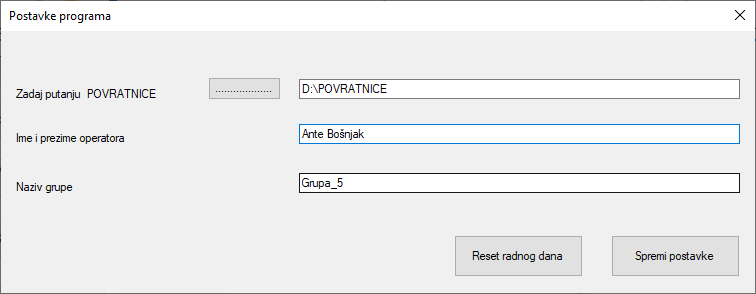 Postavke programa
Zadaj putanju POVRATNICE
...................
D:\POVRATNICE
Ime i prezime operatora
Ante Bošnjak
Naziv grupe
Grupa_5
Reset radnog dana
Spremi postavke